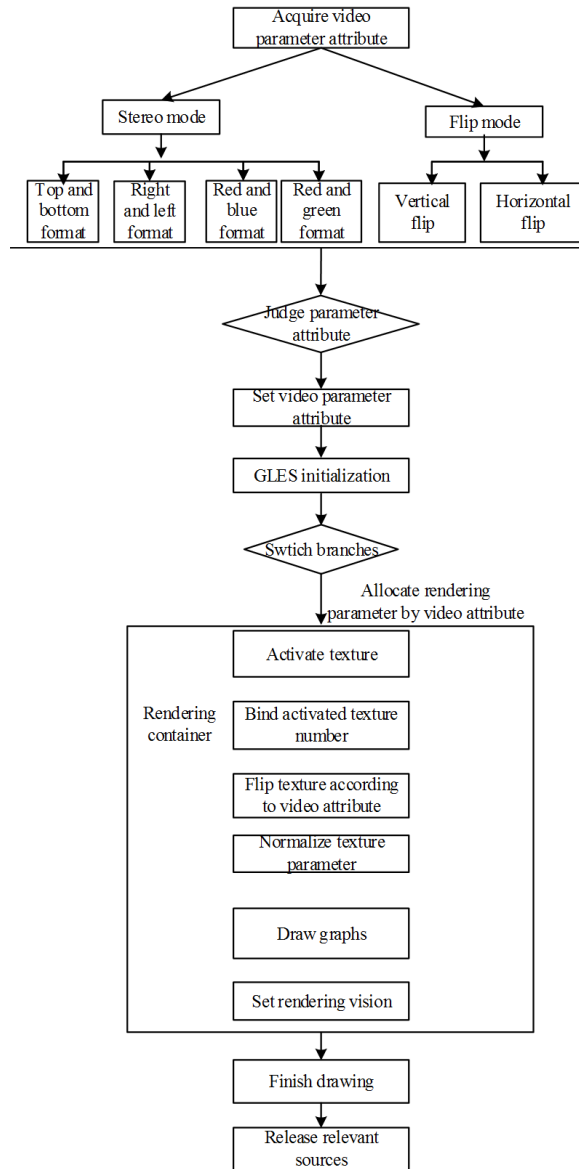 Acquire video
parameter attribute
Stereo mode
Flip mode
Top and
bottom format
Right
and left
format
Red and
blue
format
Red and
green
format
Vertical
flip
Horizontal
flip
Judge parameter
attribute
Set video parameter
attribute
GLES initialization
Swtich branches
Allocate rendering
parameter by video attribute
Activate texture
Rendering
container
Bind activated texture
number
Flip texture according
to video attribute
Normalize texture
parameter
Draw graphs
Set rendering vision
Finish drawing
Release relevant
sources